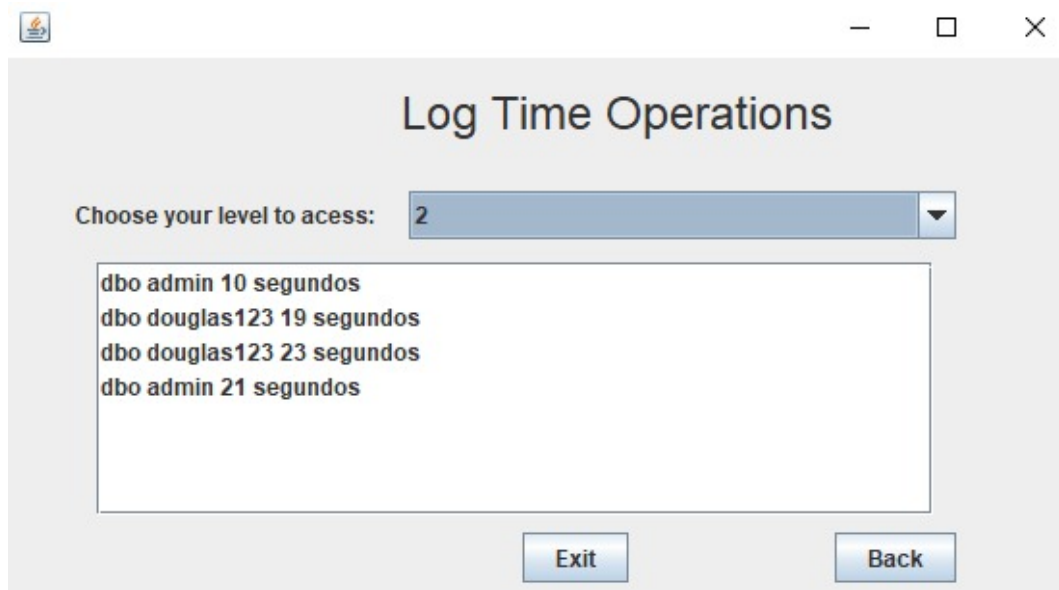 Log Time Operations
Choose your level to acess: 2
dbo admin 10 segundos
dbo douglas123 19 segundos
dbo douglas123 23 segundos
dbo admin 21 segundos
Exit Back